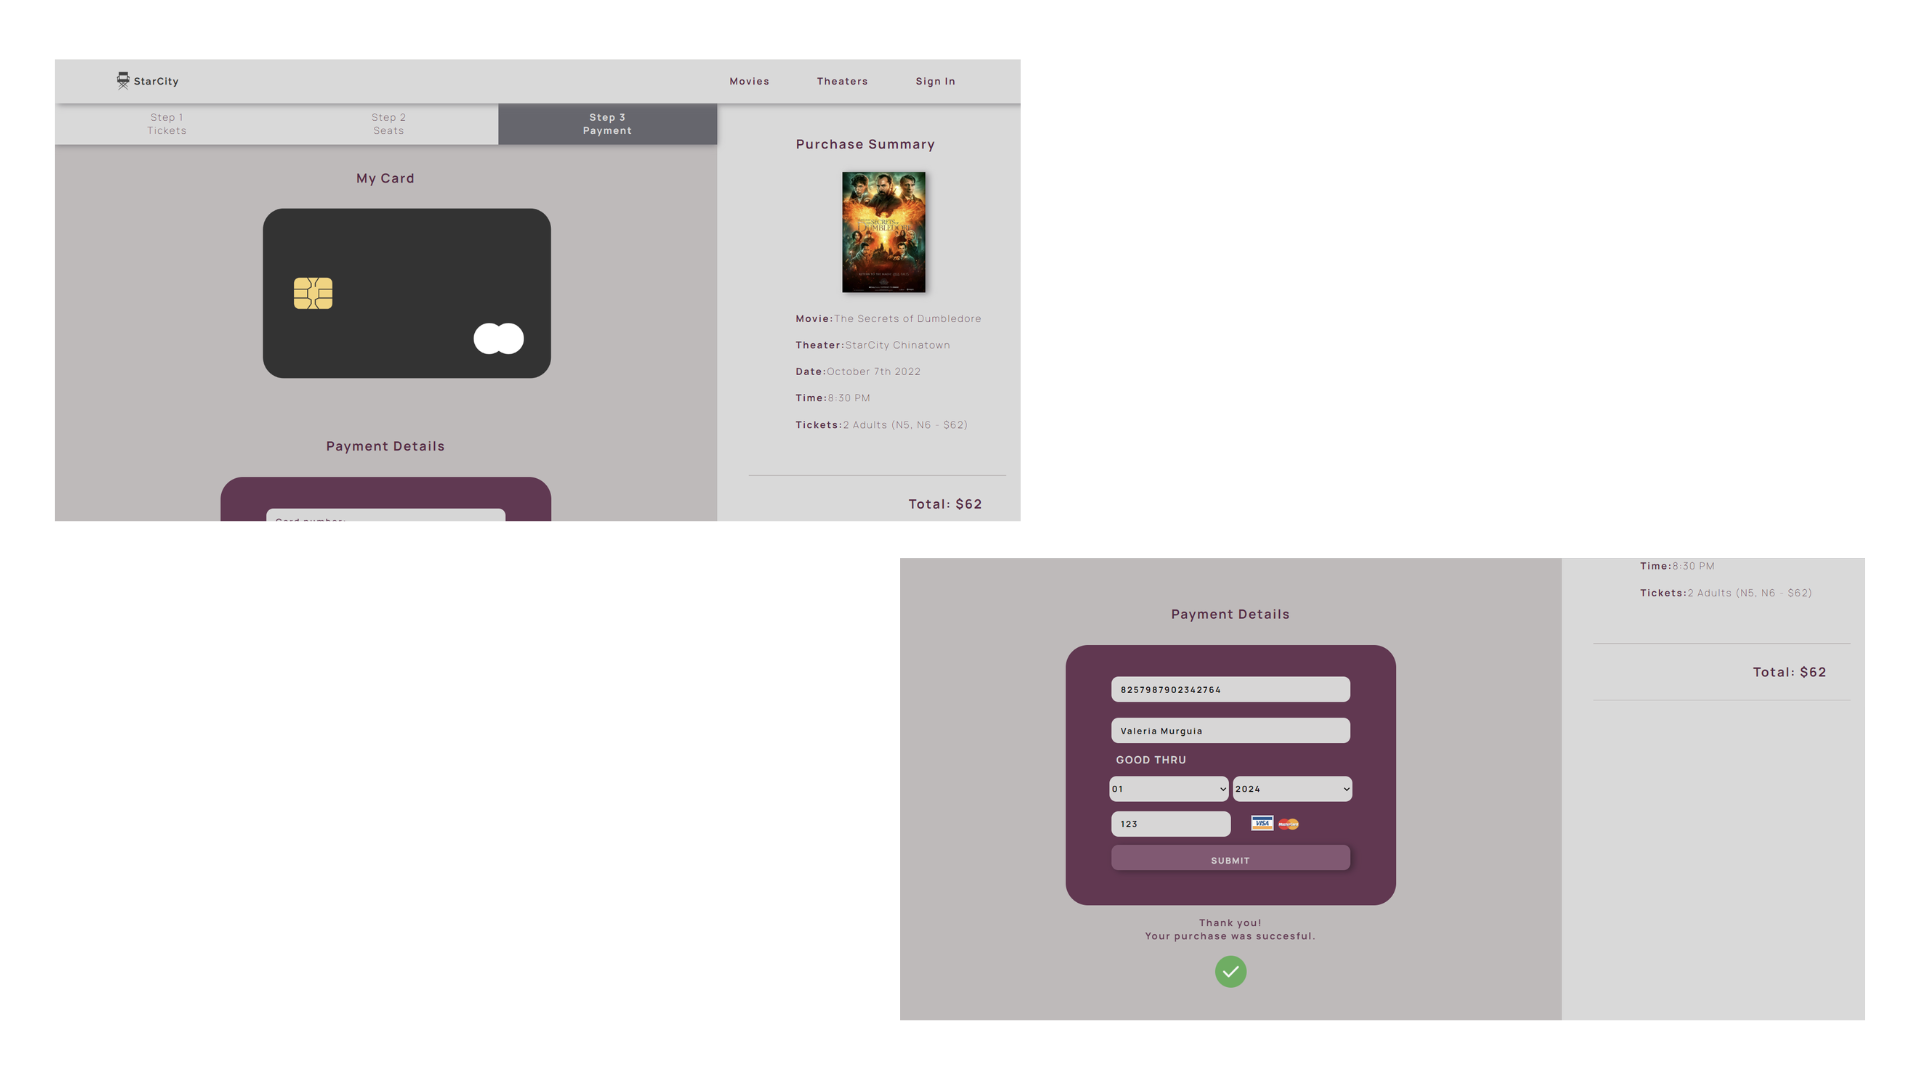 StarCity
Movies
Theaters
Sign In
Step 1
Tickets
Step 2
Seats
Step 3
Payment
My Card
Payment Details
Purchase Summary
SECRETS
DUMBLEDORE
Movie:The Secrets of Dumbledore
Theater:StarCity Chinatown
Date:October 7th 2022
Time:8:30 PM
Tickets:2 Adults (N5, N6 - $62)
Total: $62
Payment Details
8257987902342764
Valeria Murguia
GOOD THRU
01
2024
123
VISA
SUBMIT
Thank you!
Your purchase was succesful.
Time:8:30 PM
Tickets:2 Adults (N5, N6 - $62)
Total: $62